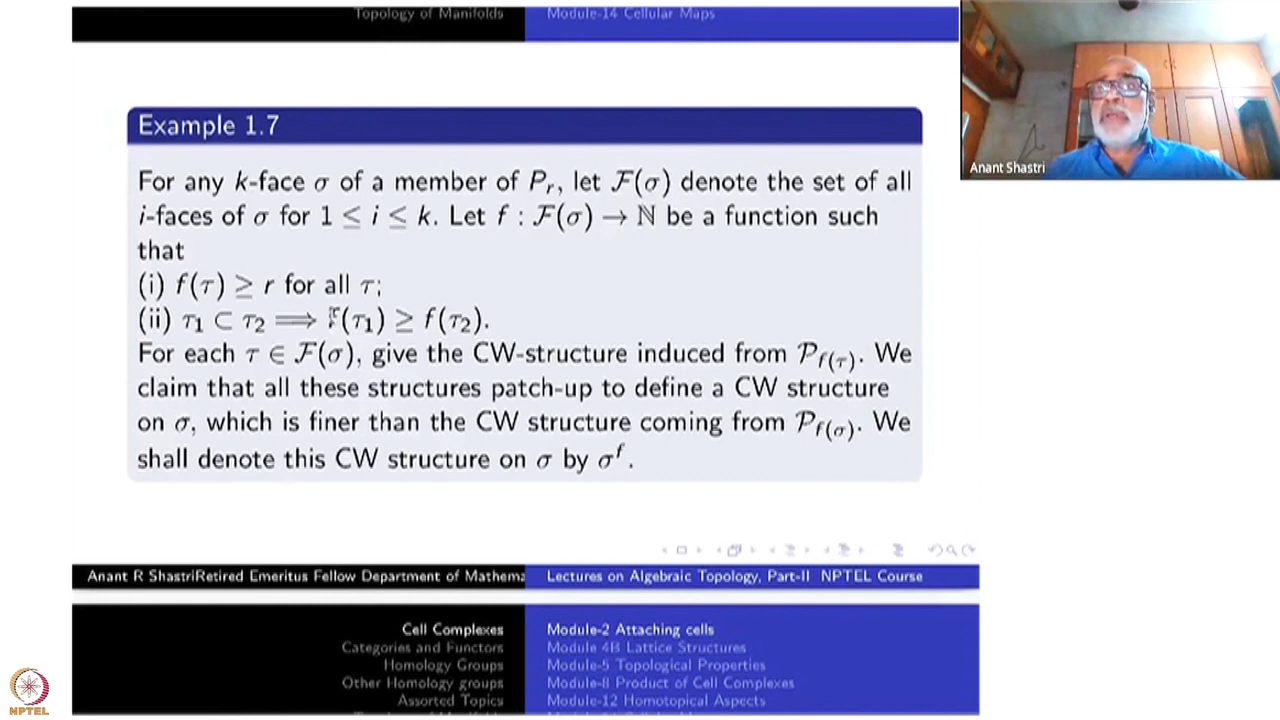 Topology of Manifolds
Module-14 Cellular Maps
Anant Shastri
Example 1.7
For any k-face σ of a member of P_r, let F(σ) denote the set of all
i-faces of σ for 1 ≤ i ≤ k. Let f : F(σ) → ℕ be a function such
that
(i) f(τ) ≥ r for all τ;
(ii) τ₁ ⊂ τ₂ ⟹ f(τ₁) ≥ f(τ₂).
For each τ ∈ F(σ), give the CW-structure induced from P_f(τ). We
claim that all these structures patch-up to define a CW structure
on σ, which is finer than the CW structure coming from P_f(σ). We
shall denote this CW structure on σ by σ^f.
Anant R ShastriRetired Emeritus Fellow Department of Mathema
Lectures on Algebraic Topology, Part-II NPTEL Course
Cell Complexes
Categories and Functors
Homology Groups
Other Homology groups
Assorted Topics
Module-2 Attaching cells
Module 4B Lattice Structures
Module-5 Topological Properties
Module-8 Product of Cell Complexes
Module-12 Homotopical Aspects
NPTEL